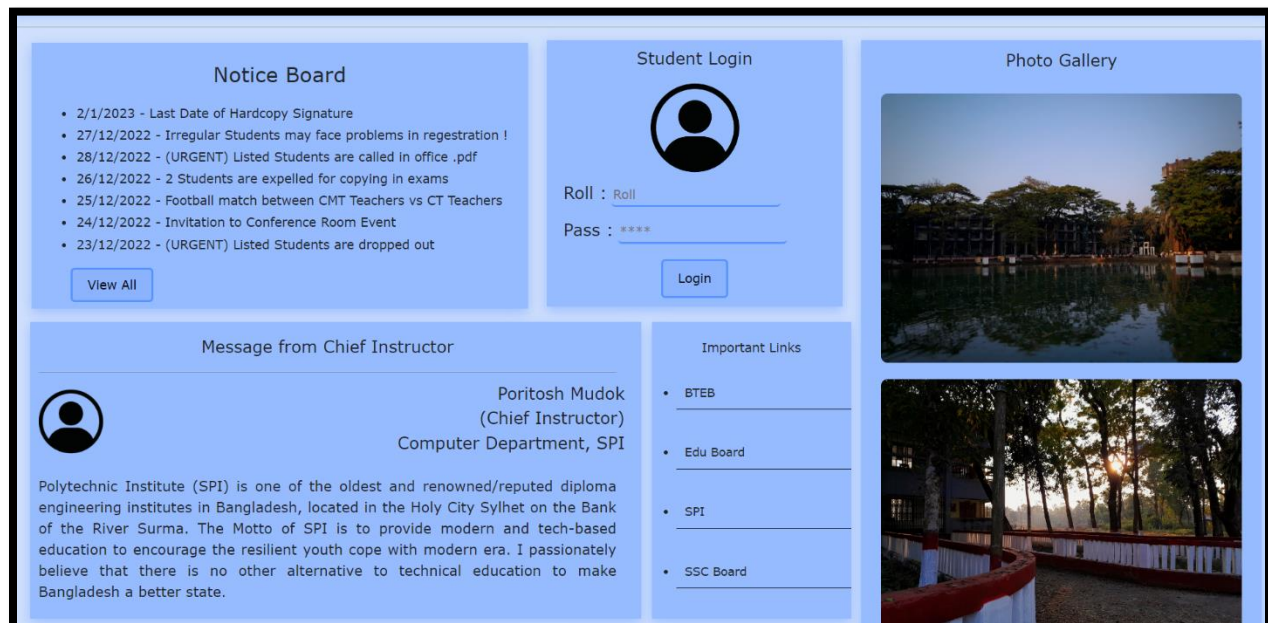 Notice Board
2/1/2023 - Last Date of Hardcopy Signature
27/12/2022 - Irregular Students may face problems in regestration !
28/12/2022 - (URGENT) Listed Students are called in office .pdf
26/12/2022 - 2 Students are expelled for copying in exams
25/12/2022 - Football match between CMT Teachers vs CT Teachers
24/12/2022 - Invitation to Conference Room Event
23/12/2022 - (URGENT) Listed Students are dropped out
View All
Student Login
Roll : Roll
Pass : ****
Login
Photo Gallery
Message from Chief Instructor
Poritosh Mudok
(Chief Instructor)
Computer Department, SPI
Polytechnic Institute (SPI) is one of the oldest and renowned/reputed diploma
engineering institutes in Bangladesh, located in the Holy City Sylhet on the Bank
of the River Surma. The Motto of SPI is to provide modern and tech-based
education to encourage the resilient youth cope with modern era. I passionately
believe that there is no other alternative to technical education to make
Bangladesh a better state.
Important Links
BTEB
Edu Board
SPI
SSC Board